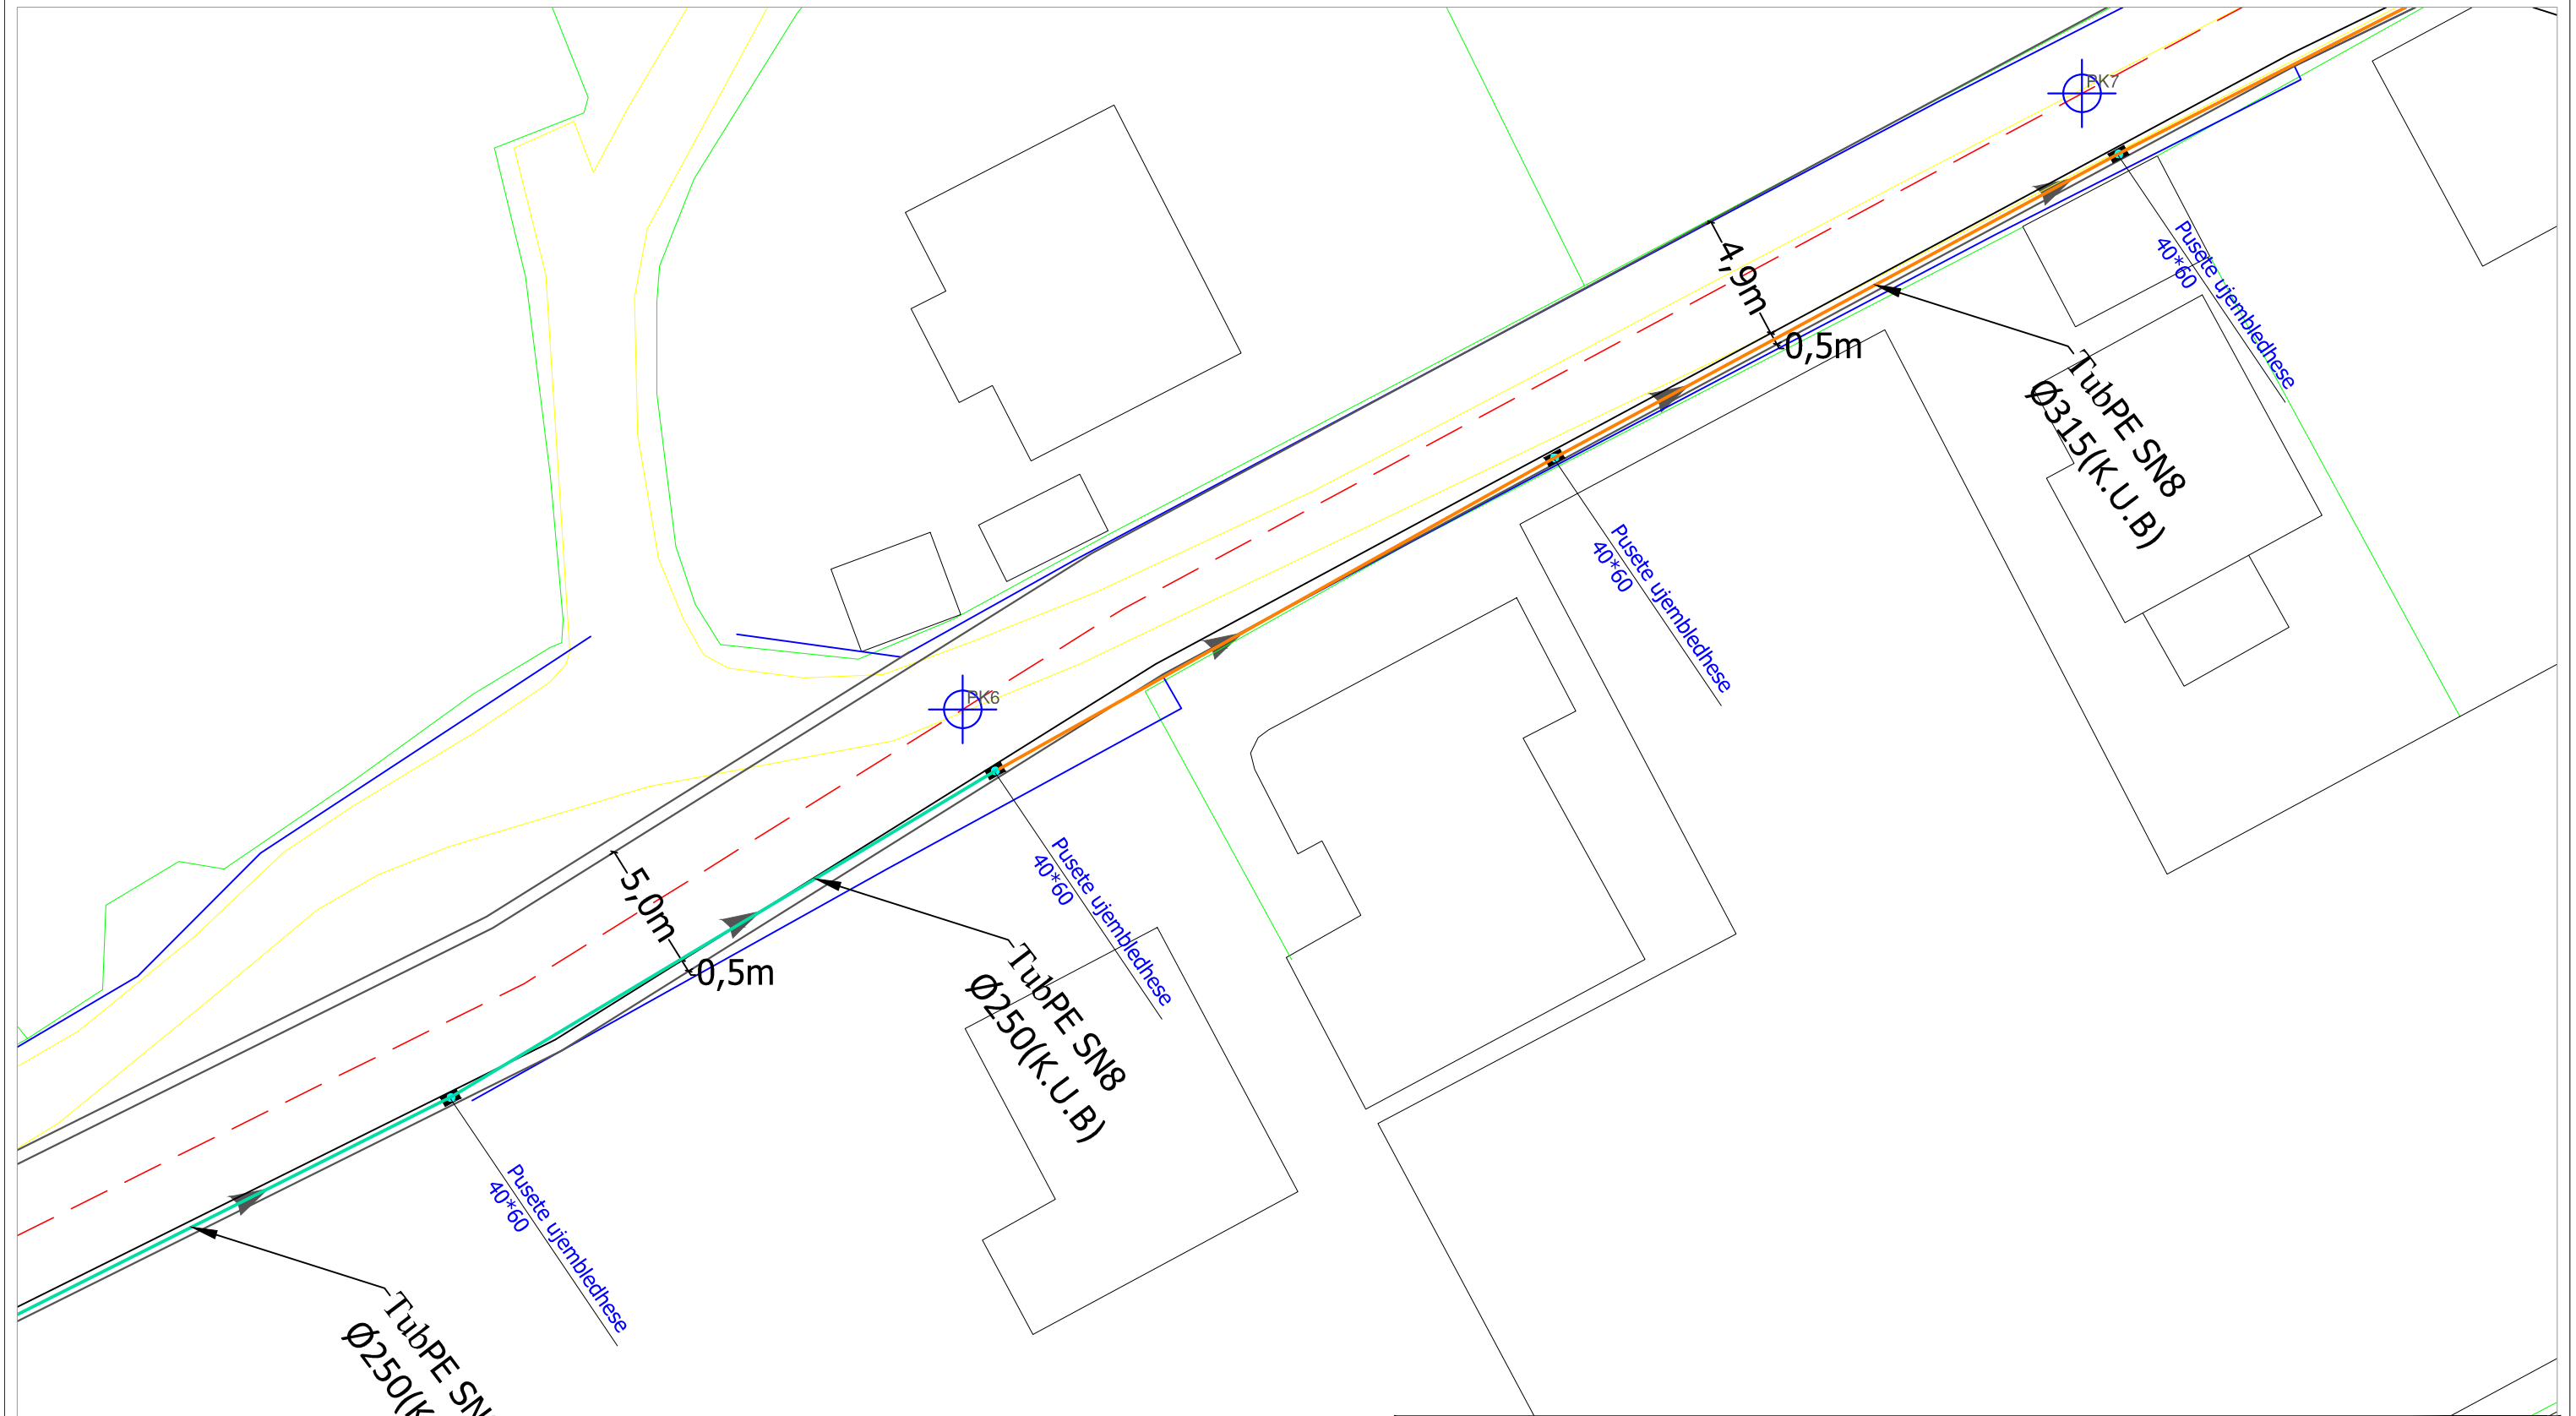 PK7
4,9m
0,5m
Pusete ujembledhese
40*60
TubPE SN8
Ø315(K.U.B)
Pusete ujembledhese
40*60
PK6
5,0m
0,5m
Pusete ujembledhese
40*60
TubPE SN8
Ø250(K.U.B)
Pusete ujembledhese
40*60
TubPE SN
Ø250(K